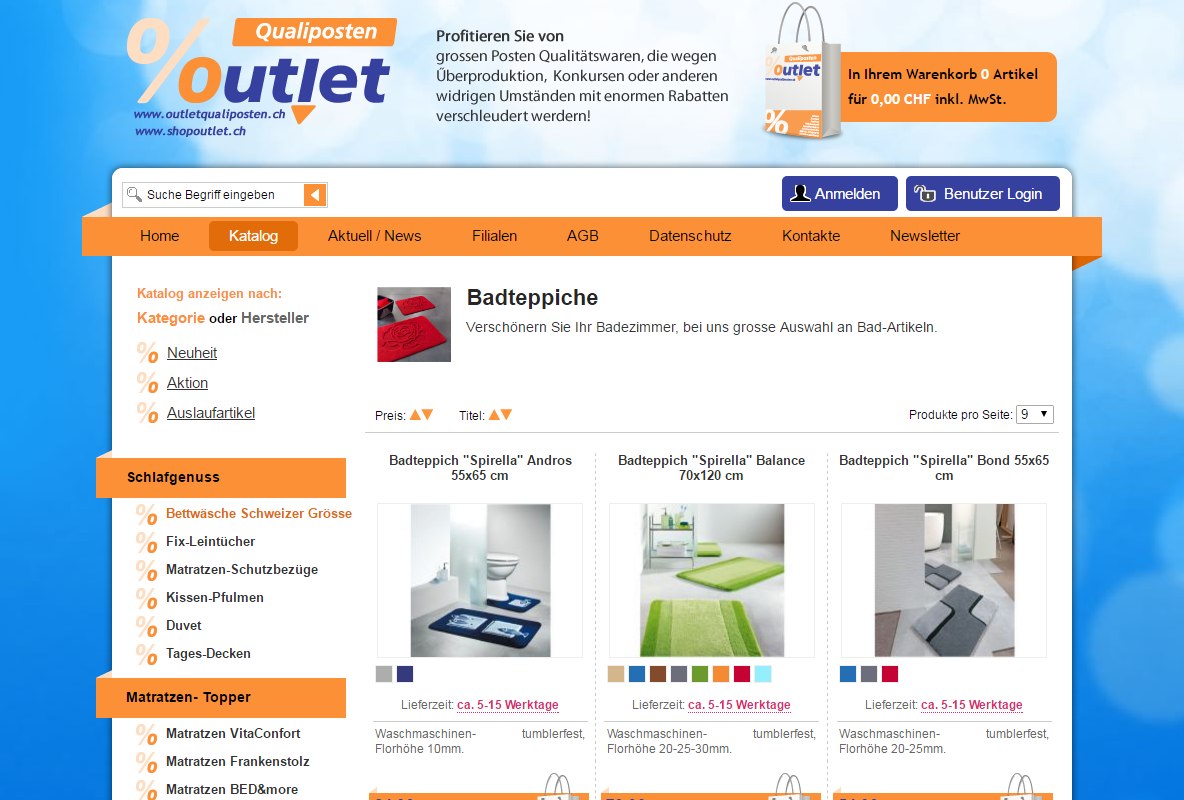 Qualiposten
%outlet
www.outletqualiposten.ch
www.shopoutlet.ch
Profitieren Sie von
grossen Posten Qualitätswaren, die wegen
Überproduktion, Konkursen oder anderen
widrigen Umständen mit enormen Rabatten
verschleudert werdern!
Qualiposten
outlet
%
In Ihrem Warenkorb 0 Artikel
für 0,00 CHF inkl. MwSt.
Suche Begriff eingeben
Anmelden
Benutzer Login
Home
Katalog
Aktuell / News
Filialen
AGB
Datenschutz
Kontakte
Newsletter
Katalog anzeigen nach:
Kategorie oder Hersteller
% Neuheit
% Aktion
% Auslaufartikel
Schlafgenuss
% Bettwäsche Schweizer Grösse
% Fix-Leintücher
% Matratzen-Schutzbezüge
% Kissen-Pfulmen
% Duvet
% Tages-Decken
Matratzen- Topper
% Matratzen VitaConfort
% Matratzen Frankenstolz
% Matratzen BED&more
Badteppiche
Verschönern Sie Ihr Badezimmer, bei uns grosse Auswahl an Bad-Artikeln.
Preis:
Titel:
Produkte pro Seite: 9
Badteppich "Spirella" Andros
55x65 cm
Lieferzeit: ca. 5-15 Werktage
Waschmaschinen- tumblerfest,
Florhöhe 10mm.
Badteppich "Spirella" Balance
70x120 cm
Lieferzeit: ca. 5-15 Werktage
Waschmaschinen- tumblerfest,
Florhöhe 20-25-30mm.
Badteppich "Spirella" Bond 55x65
cm
Lieferzeit: ca. 5-15 Werktage
Waschmaschinen- tumblerfest,
Florhöhe 20-25mm.